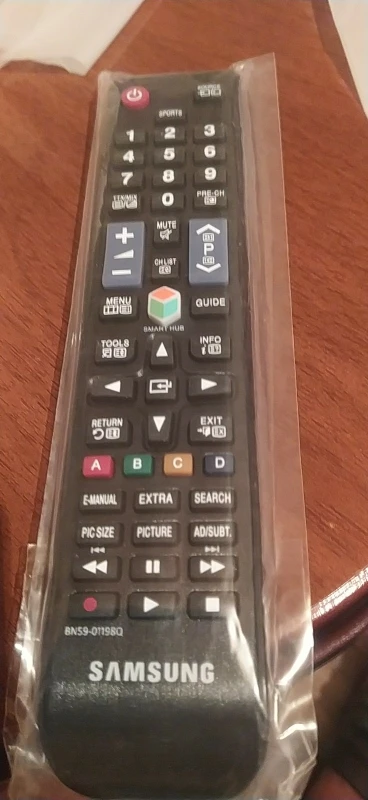 SOURCE
SPORTS
1 2 3
4 5 6
7 8 9
TTX/MIX 0 PRE-CH
MUTE
+ P
−
CH LIST
MENU GUIDE
SMART HUB
TOOLS INFO
i
RETURN EXIT
A B C D
E-MANUAL EXTRA SEARCH
PIC SIZE PICTURE AD/SUBT.
BN59-01198Q
SAMSUNG